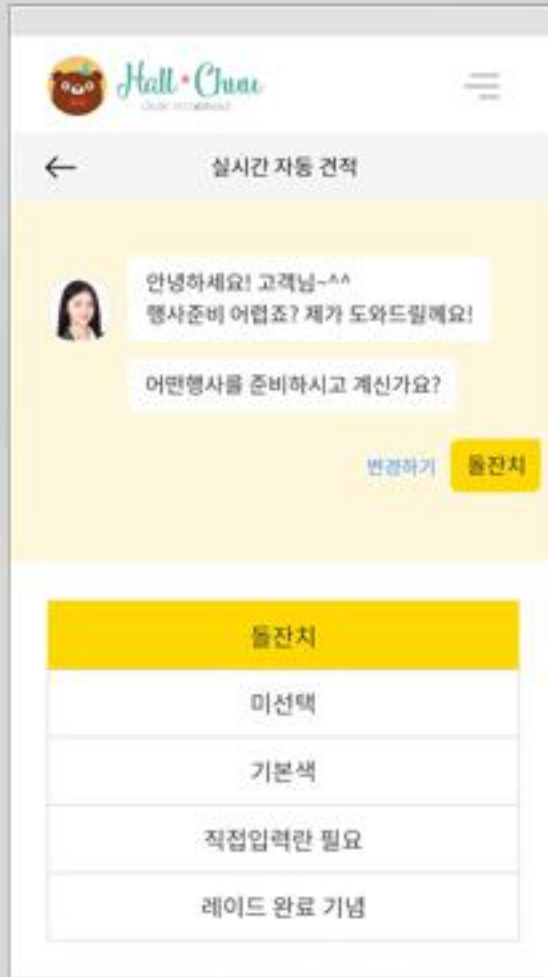 Hall * Chuu
실시간 자동 견적
안녕하세요! 고객님~^^
행사준비 어렵죠? 제가 도와드릴께요!
어떤행사를 준비하시고 계신가요?
변경하기
돌잔치
돌잔치
미선택
기본색
직접입력란 필요
레이드 완료 기념